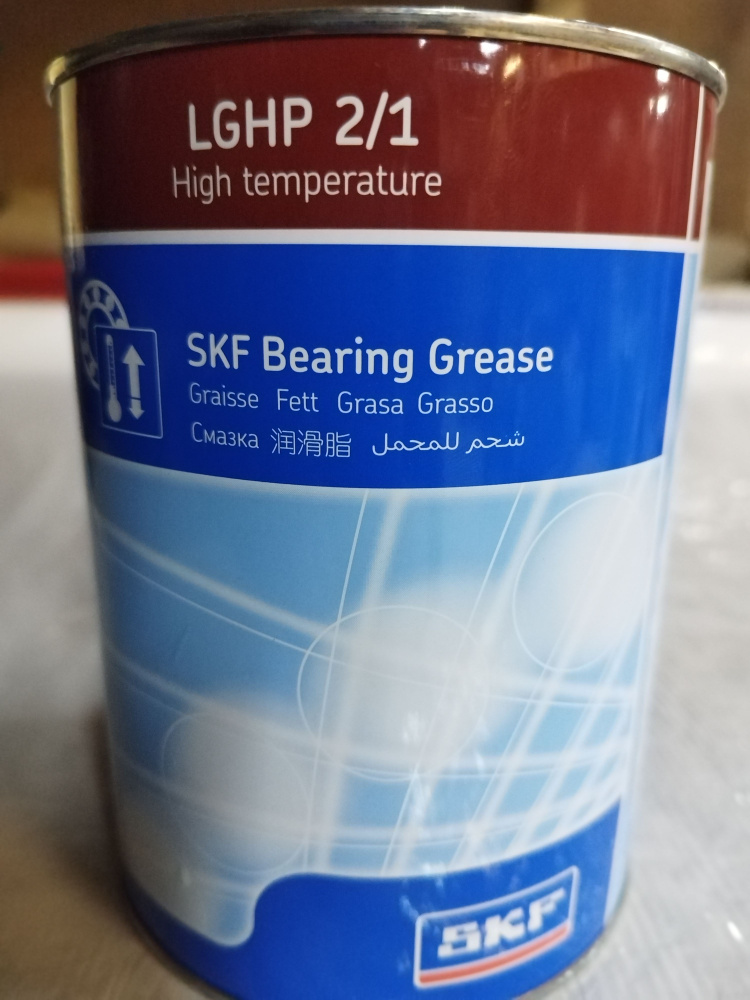 LGHP 2/1
High temperature
SKF Bearing Grease
Graisse Fett Grasa Grasso
Смазка 润滑脂 شحم للمحمل
SKF